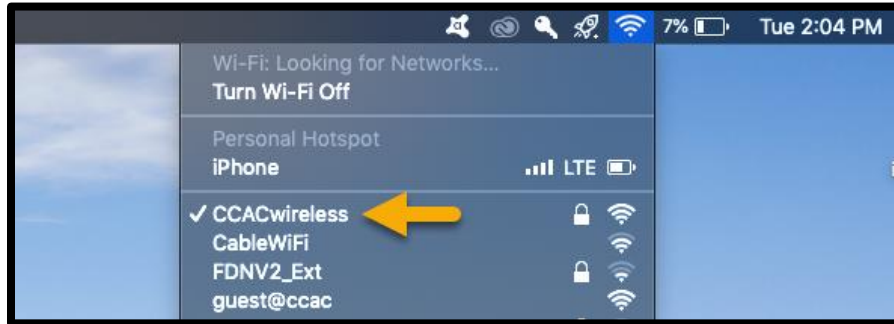 7% Tue 2:04 PM
Wi-Fi: Looking for Networks...
Turn Wi-Fi Off
Personal Hotspot
iPhone LTE
CCACwireless
CableWiFi
FDNV2_Ext
guest@ccac